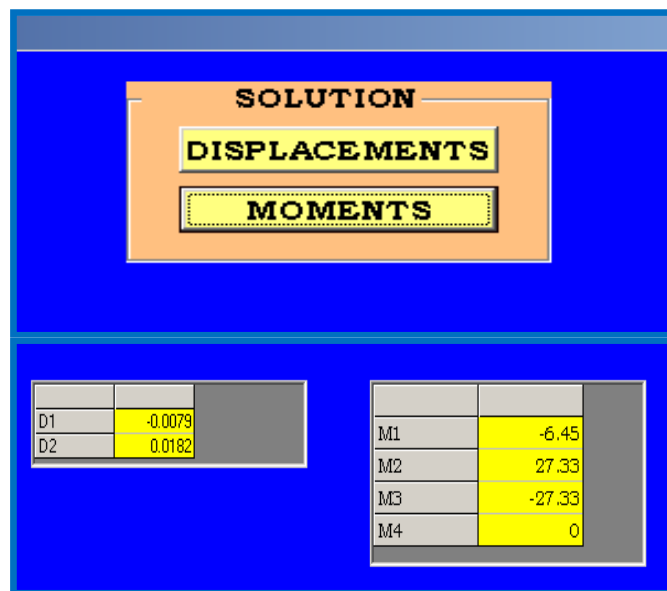 SOLUTION
DISPLACEMENTS
MOMENTS
D1 -0.0079
D2 0.0182
M1 -6.45
M2 27.33
M3 -27.33
M4 0